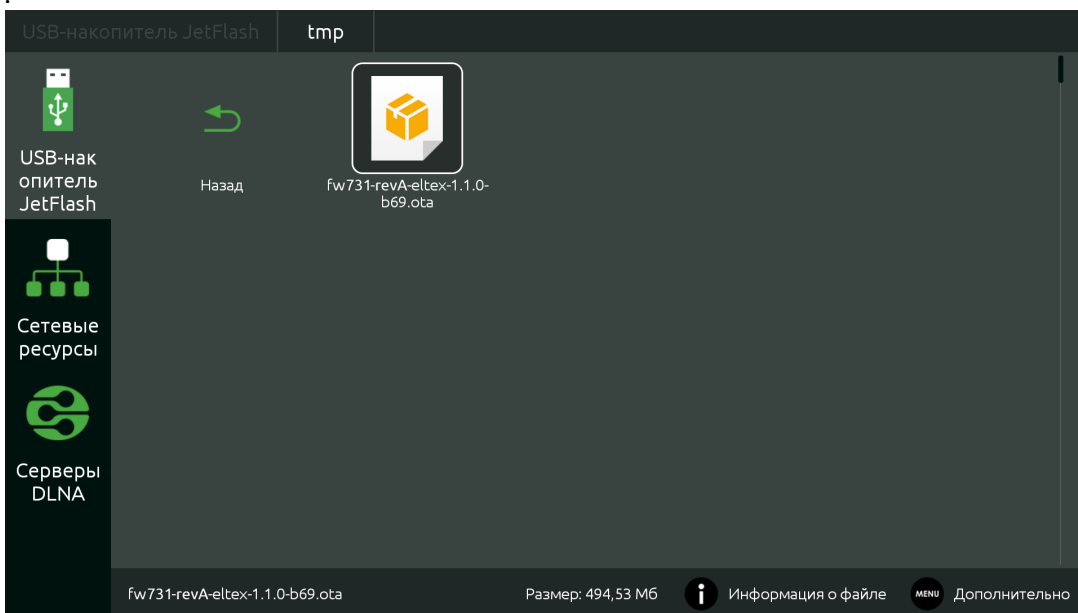 USB-накопитель JetFlash
tmp
USB-нак
опитель
JetFlash
Назад
fw731-revA-eltex-1.1.0-
b69.ota
Сетевые
ресурсы
Серверы
DLNA
fw731-revA-eltex-1.1.0-b69.ota
Размер: 494,53 Мб
i
Информация о файле
MENU
Дополнительно